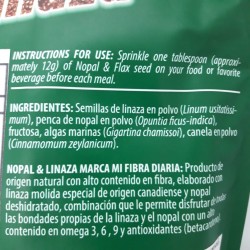 INSTRUCTIONS FOR USE: Sprinkle one tablespoon (approxi-
mately 12g) of Nopal & Flax seed on your food or favorite
beverage before each meal.
INGREDIENTES: Semillas de linaza en polvo (Linum usitatissi-
mum), penca de nopal en polvo (Opuntia ficus-indica),
fructosa, algas marinas (Gigartina chamissoi), canela en polvo
(Cinnamomum zeylanicum).
NOPAL & LINAZA MARCA MI FIBRA DIARIA: Producto de
origen natural con alto contenido en fibra, elaborado con
linaza molida especial de origen canadiense y nopal
deshidratado, combinación que le permite disfrutar de todas
las bondades propias de la linaza y el nopal con un alto
contenido en omega 3, 6, 9 y antioxidantes (betacaro